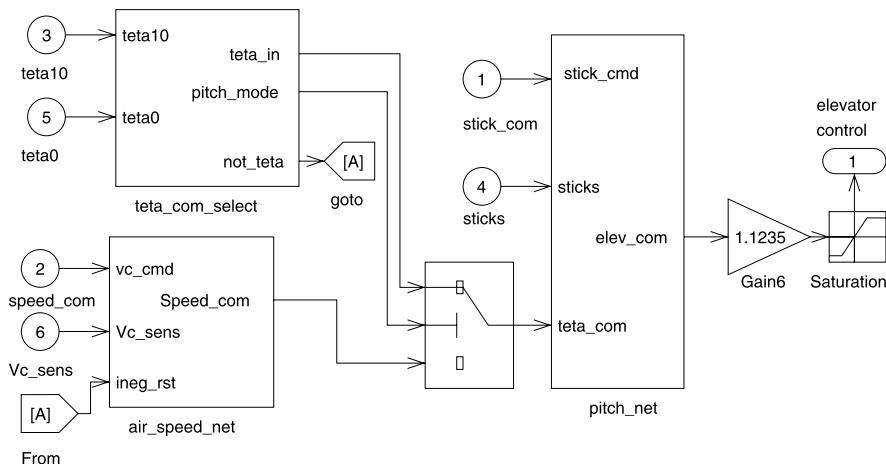 3
teta10
teta10
5
teta0
teta0
teta_in
pitch_mode
not_teta
teta_com_select
[A]
goto
2
vc_cmd
speed_com
Speed_com
6
Vc_sens
Vc_sens
ineg_rst
[A]
From
air_speed_net
1
stick_cmd
stick_com
4
sticks
sticks
elev_com
teta_com
pitch_net
1.1235
Gain6
elevator
control
1
Saturation